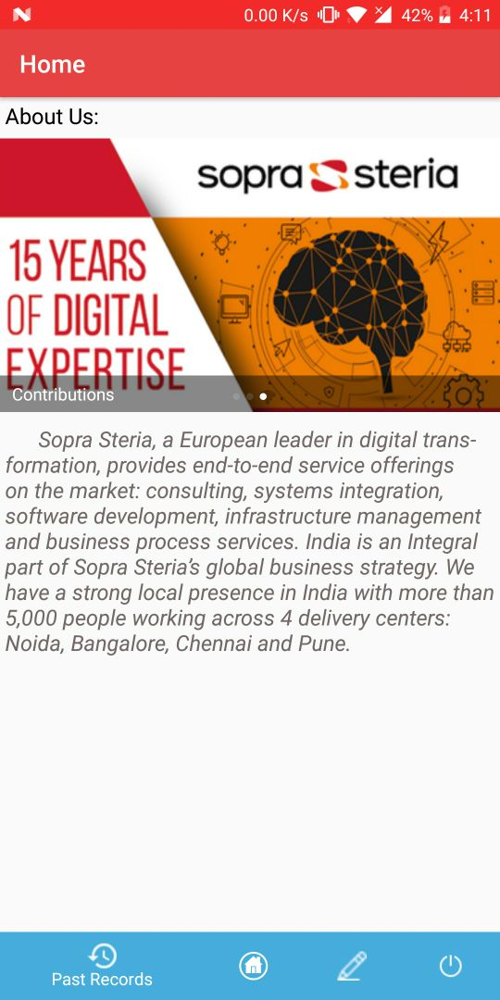 0.00 K/s 42% 4:11
Home
About Us:
sopra steria
15 YEARS
OF DIGITAL
EXPERTISE
Contributions
Sopra Steria, a European leader in digital trans-
formation, provides end-to-end service offerings
on the market: consulting, systems integration,
software development, infrastructure management
and business process services. India is an Integral
part of Sopra Steria’s global business strategy. We
have a strong local presence in India with more than
5,000 people working across 4 delivery centers:
Noida, Bangalore, Chennai and Pune.
Past Records